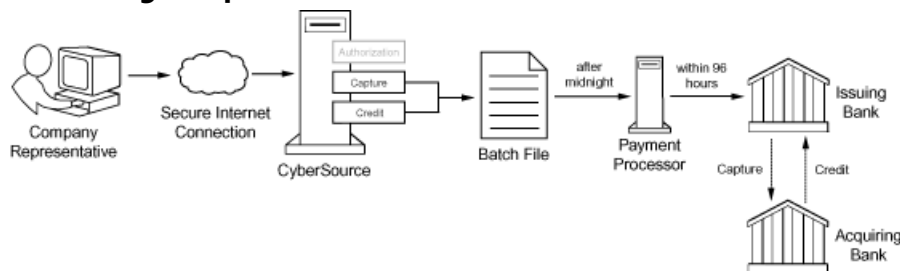 Authorization
Capture
Credit
after
midnight
within 96
hours
Issuing
Bank
Secure Internet
Connection
Company
Representative
CyberSource
Batch File
Payment
Processor
Capture
Credit
Acquiring
Bank